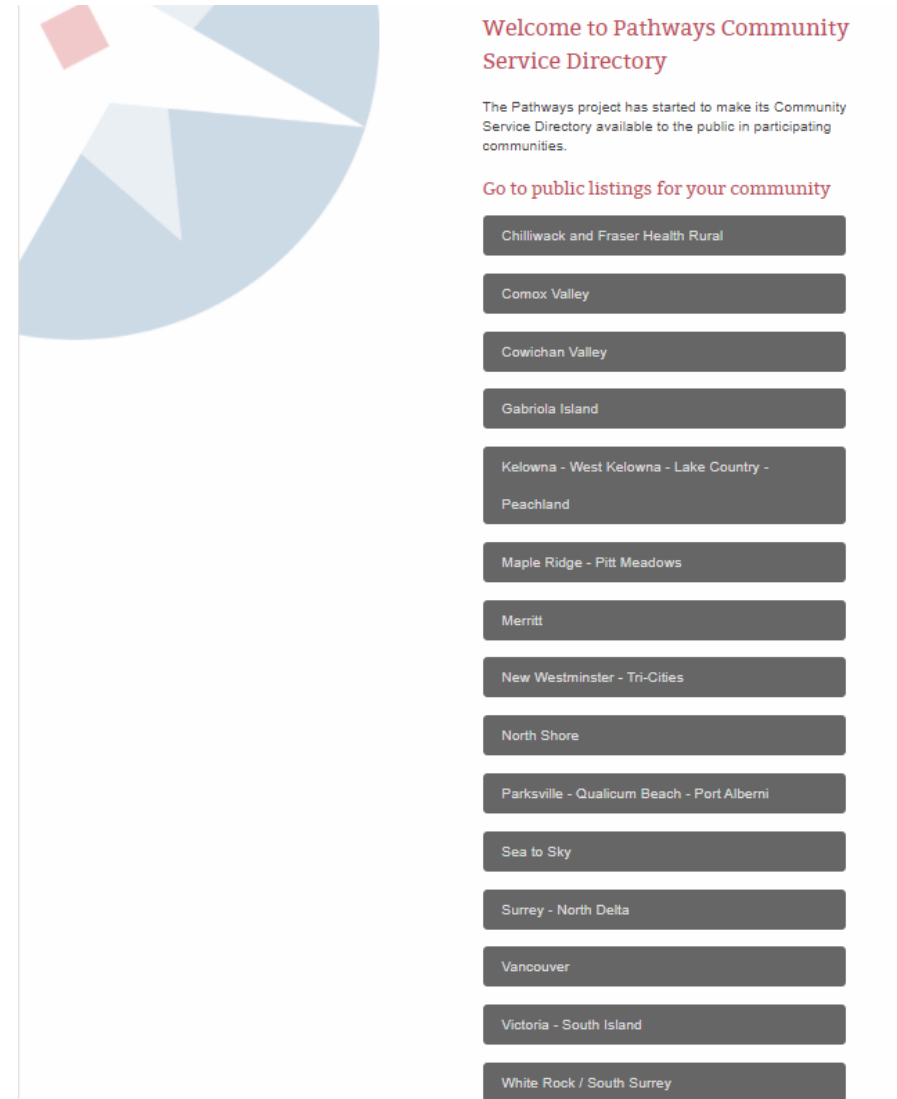 Welcome to Pathways Community
Service Directory
The Pathways project has started to make its Community
Service Directory available to the public in participating
communities.
Go to public listings for your community
Chilliwack and Fraser Health Rural
Comox Valley
Cowichan Valley
Gabriola Island
Kelowna - West Kelowna - Lake Country -
Peachland
Maple Ridge - Pitt Meadows
Merritt
New Westminster - Tri-Cities
North Shore
Parksville - Qualicum Beach - Port Alberni
Sea to Sky
Surrey - North Delta
Vancouver
Victoria - South Island
White Rock / South Surrey